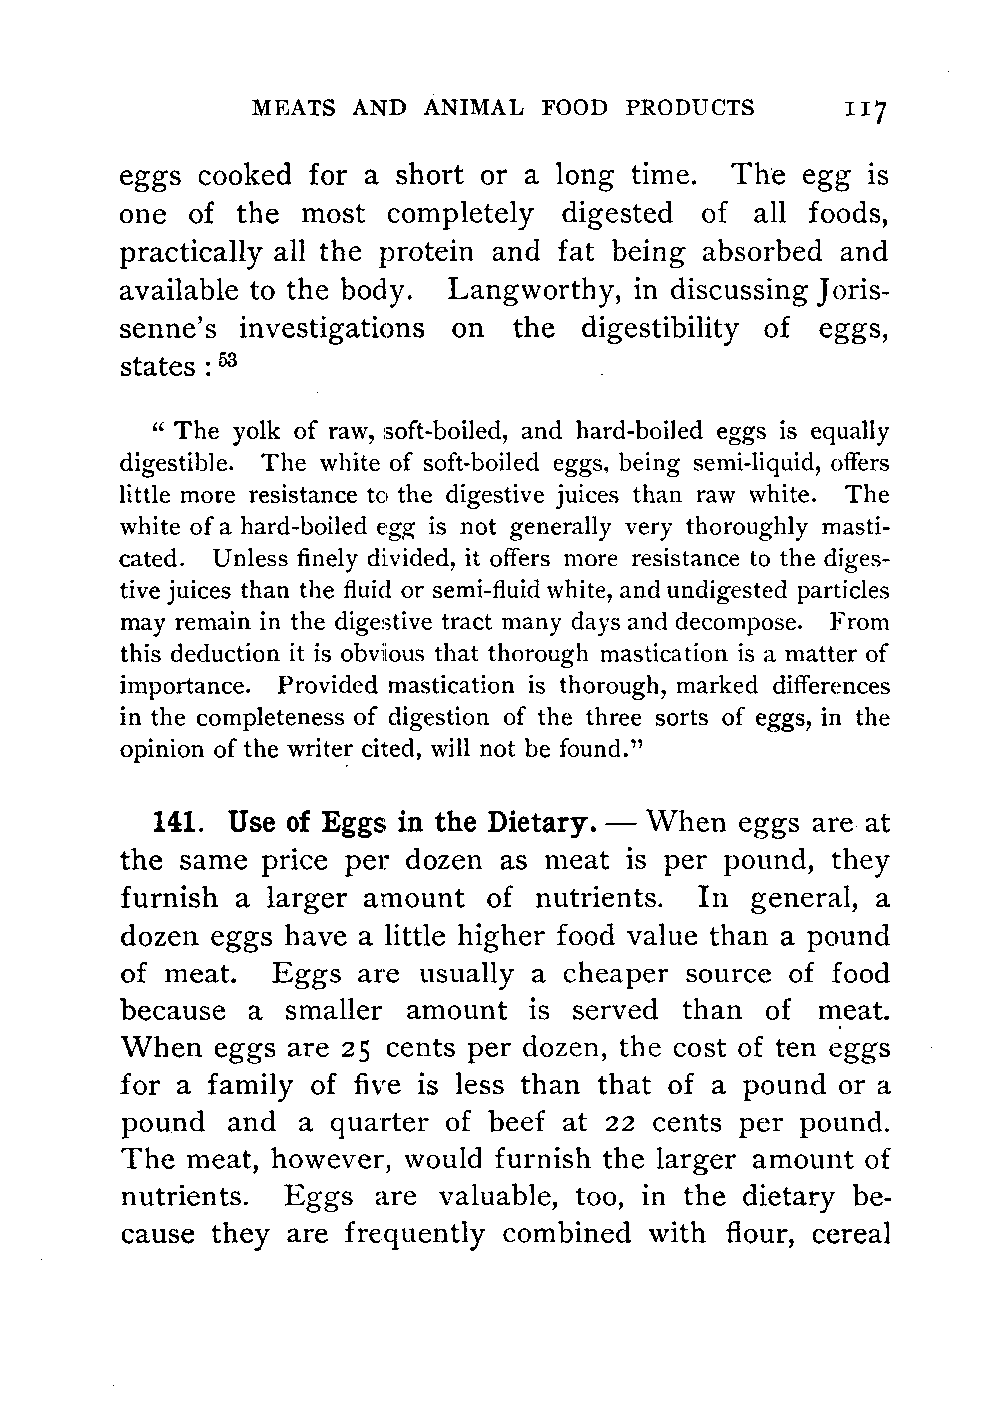 MEATS AND ANIMAL FOOD PRODUCTS 117
eggs cooked for a short or a long time. The egg is
one of the most completely digested of all foods,
practically all the protein and fat being absorbed and
available to the body. Langworthy, in discussing Joris-
senne's investigations on the digestibility of eggs,
states : 53
" The yolk of raw, soft-boiled, and hard-boiled eggs is equally
digestible. The white of soft-boiled eggs, being semi-liquid, offers
little more resistance to the digestive juices than raw white. The
white of a hard-boiled egg is not generally very thoroughly masti-
cated. Unless finely divided, it offers more resistance to the diges-
tive juices than the fluid or semi-fluid white, and undigested particles
may remain in the digestive tract many days and decompose. From
this deduction it is obvious that thorough mastication is a matter of
importance. Provided mastication is thorough, marked differences
in the completeness of digestion of the three sorts of eggs, in the
opinion of the writer cited, will not be found."
141. Use of Eggs in the Dietary. — When eggs are at
the same price per dozen as meat is per pound, they
furnish a larger amount of nutrients. In general, a
dozen eggs have a little higher food value than a pound
of meat. Eggs are usually a cheaper source of food
because a smaller amount is served than of meat.
When eggs are 25 cents per dozen, the cost of ten eggs
for a family of five is less than that of a pound or a
pound and a quarter of beef at 22 cents per pound.
The meat, however, would furnish the larger amount of
nutrients. Eggs are valuable, too, in the dietary be-
cause they are frequently combined with flour, cereal